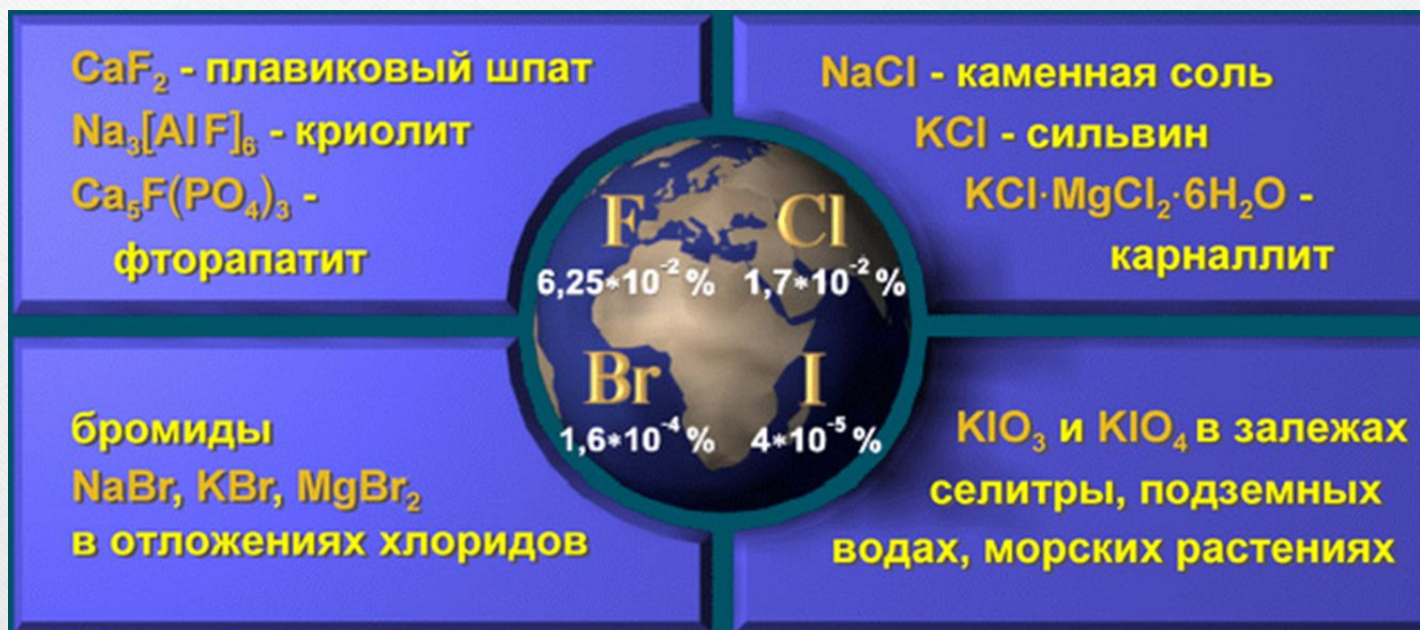 CaF₂ - плавиковый шпат
Na₃[AlF]₆ - криолит
Ca₅F(PO₄)₃ -
фторапатит
NaCl - каменная соль
KCl - сильвин
KCl·MgCl₂·6H₂O -
карналлит
F Cl
6,25*10⁻² % 1,7*10⁻² %
Br I
1,6*10⁻⁴ % 4*10⁻⁵ %
бромиды
NaBr, KBr, MgBr₂
в отложениях хлоридов
KIO₃ и KIO₄ в залежах
селитры, подземных
водах, морских растениях